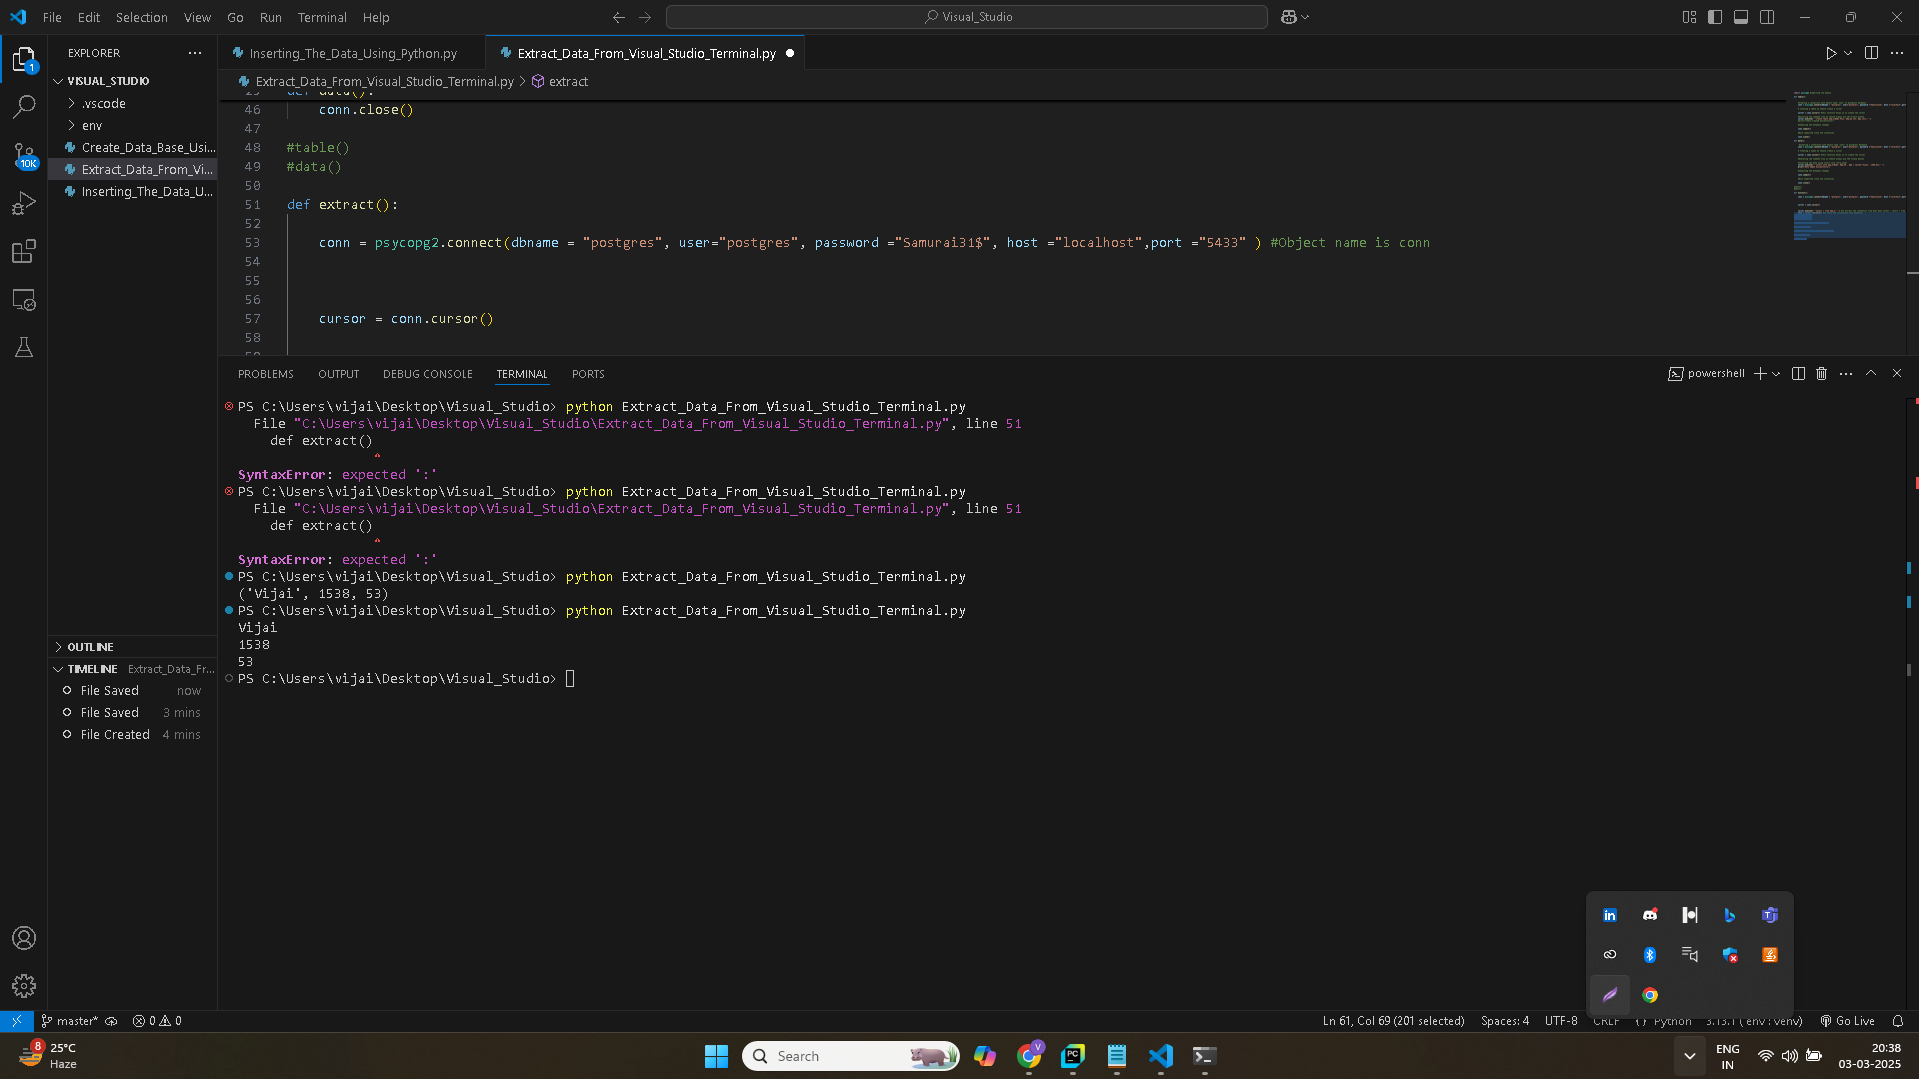 File Edit Selection View Go Run Terminal Help
Visual_Studio
EXPLORER
VISUAL_STUDIO
.vscode
env
Create_Data_Base_Usi...
Extract_Data_From_Vi...
Inserting_The_Data_U...
1
10K
OUTLINE
TIMELINE Extract_Data_Fr...
File Saved now
File Saved 3 mins
File Created 4 mins
Inserting_The_Data_Using_Python.py
Extract_Data_From_Visual_Studio_Terminal.py
Extract_Data_From_Visual_Studio_Terminal.py > extract
46 conn.close()
47
48 #table()
49 #data()
50
51 def extract():
52
53 conn = psycopg2.connect(dbname = "postgres", user="postgres", password ="Samurai31$", host ="localhost",port ="5433" ) #Object name is conn
54
55
56
57 cursor = conn.cursor()
58
PROBLEMS OUTPUT DEBUG CONSOLE TERMINAL PORTS
powershell
PS C:\Users\vijai\Desktop\Visual_Studio> python Extract_Data_From_Visual_Studio_Terminal.py
File "C:\Users\vijai\Desktop\Visual_Studio\Extract_Data_From_Visual_Studio_Terminal.py", line 51
def extract()
^
SyntaxError: expected ':'
PS C:\Users\vijai\Desktop\Visual_Studio> python Extract_Data_From_Visual_Studio_Terminal.py
File "C:\Users\vijai\Desktop\Visual_Studio\Extract_Data_From_Visual_Studio_Terminal.py", line 51
def extract()
^
SyntaxError: expected ':'
PS C:\Users\vijai\Desktop\Visual_Studio> python Extract_Data_From_Visual_Studio_Terminal.py
('Vijai', 1538, 53)
PS C:\Users\vijai\Desktop\Visual_Studio> python Extract_Data_From_Visual_Studio_Terminal.py
Vijai
1538
53
PS C:\Users\vijai\Desktop\Visual_Studio>
master* 0 0
Ln 61, Col 69 (201 selected) Spaces: 4 UTF-8 CRLF {} Python 3.13.1 ('env': venv) Go Live
8
25°C
Haze
Search
ENG
IN
20:38
03-03-2025